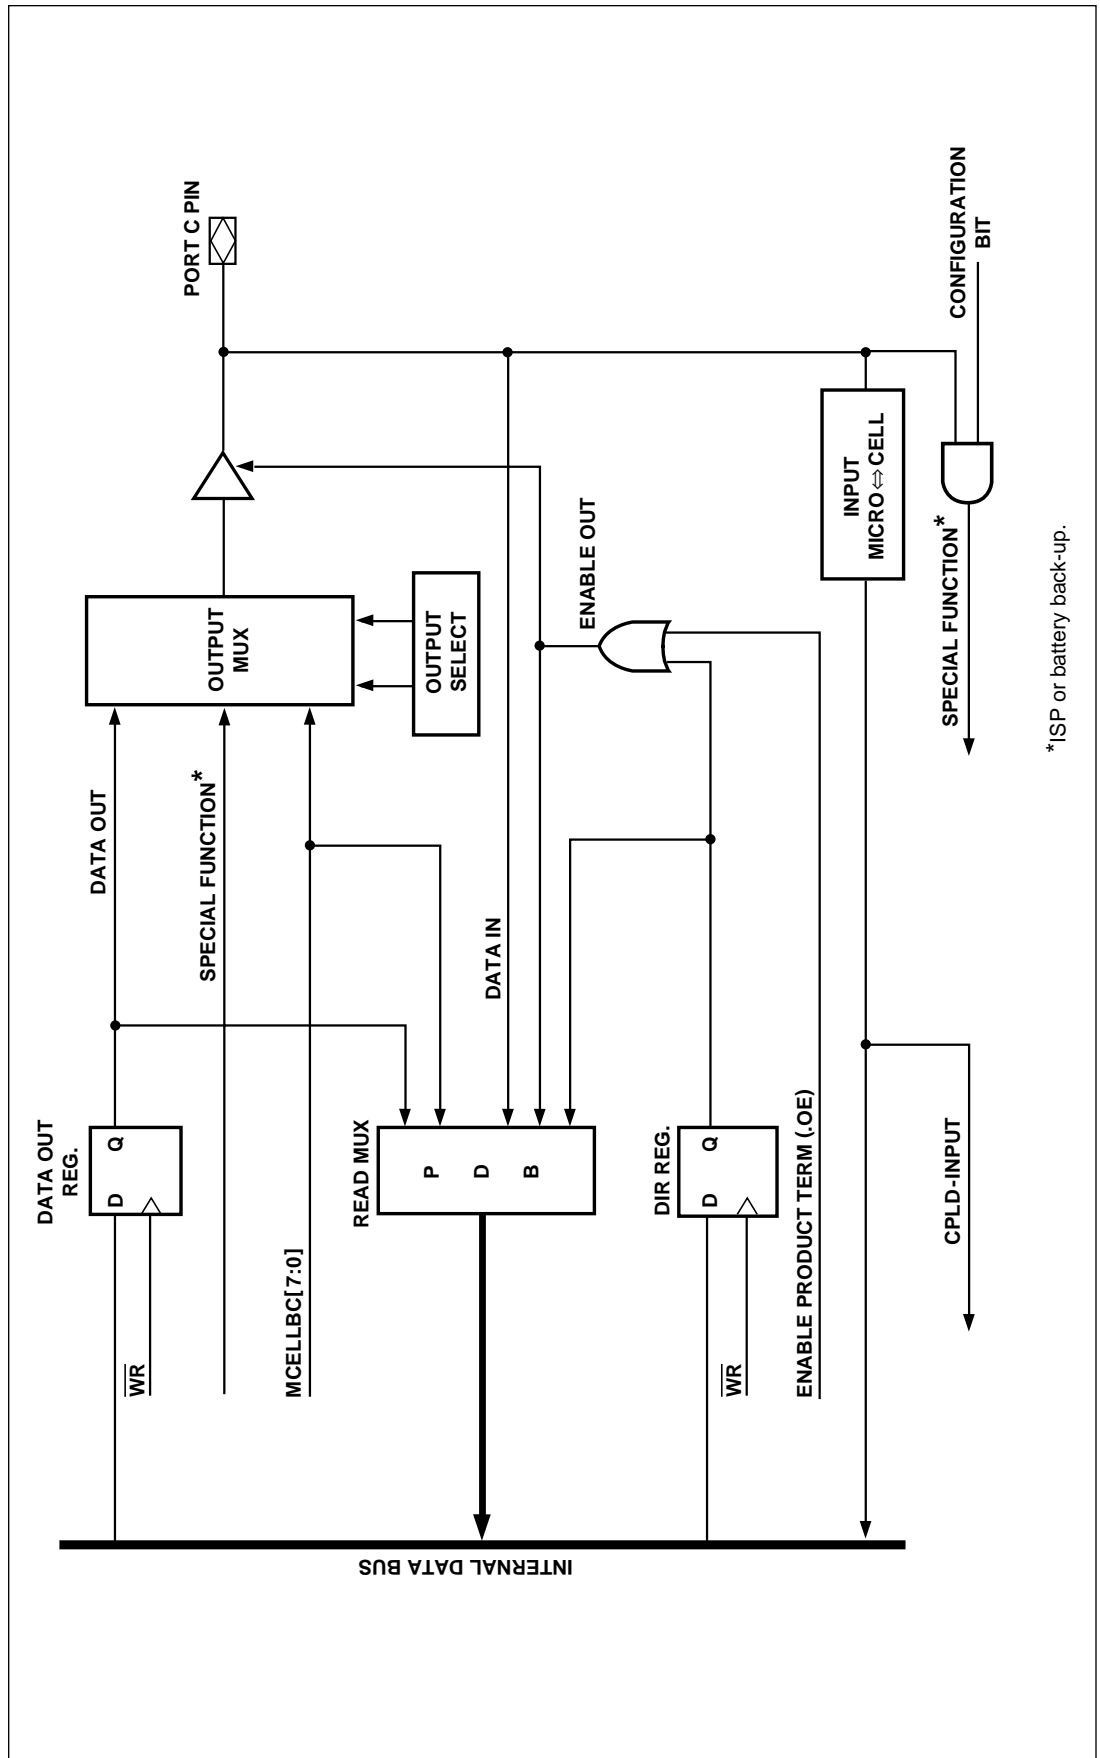 DATA OUT
REG.
D
Q
WR
DATA OUT
SPECIAL FUNCTION*
MCELLBC[7:0]
OUTPUT
MUX
PORT C PIN
OUTPUT
SELECT
READ MUX
P
D
B
DATA IN
ENABLE OUT
DIR REG.
D
Q
WR
ENABLE PRODUCT TERM (.OE)
INPUT
MICRO⇔CELL
CPLD-INPUT
SPECIAL FUNCTION*
CONFIGURATION
BIT
INTERNAL DATA BUS
*ISP or battery back-up.